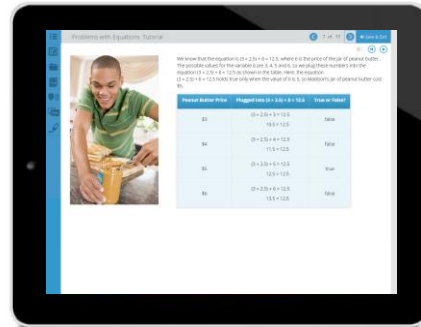 Problems with Equations: Tutorial
7 of 17
Save & Exit
We know that the equation is (3 + 2.5) + b = 12.5, where b is the price of the jar of peanut butter.
The possible values for the variable b are 3, 4, 5 and 6, so we plug these numbers into the
equation (3 + 2.5) + b = 12.5 as shown in the table. Here, the equation
(3 + 2.5) + b = 12.5 holds true only when the value of b is 5, so jar of peanut butter cost
$5.
Peanut Butter Price Plugged into (3 + 2.5) + b = 12.5 True or False?
$3 (3 + 2.5) + 3 = 12.5 false
10.5 = 12.5
$4 (3 + 2.5) + 4 = 12.5 false
11.5 = 12.5
$5 (3 + 2.5) + 5 = 12.5 true
12.5 = 12.5
$6 (3 + 2.5) + 6 = 12.5 false
13.5 = 12.5